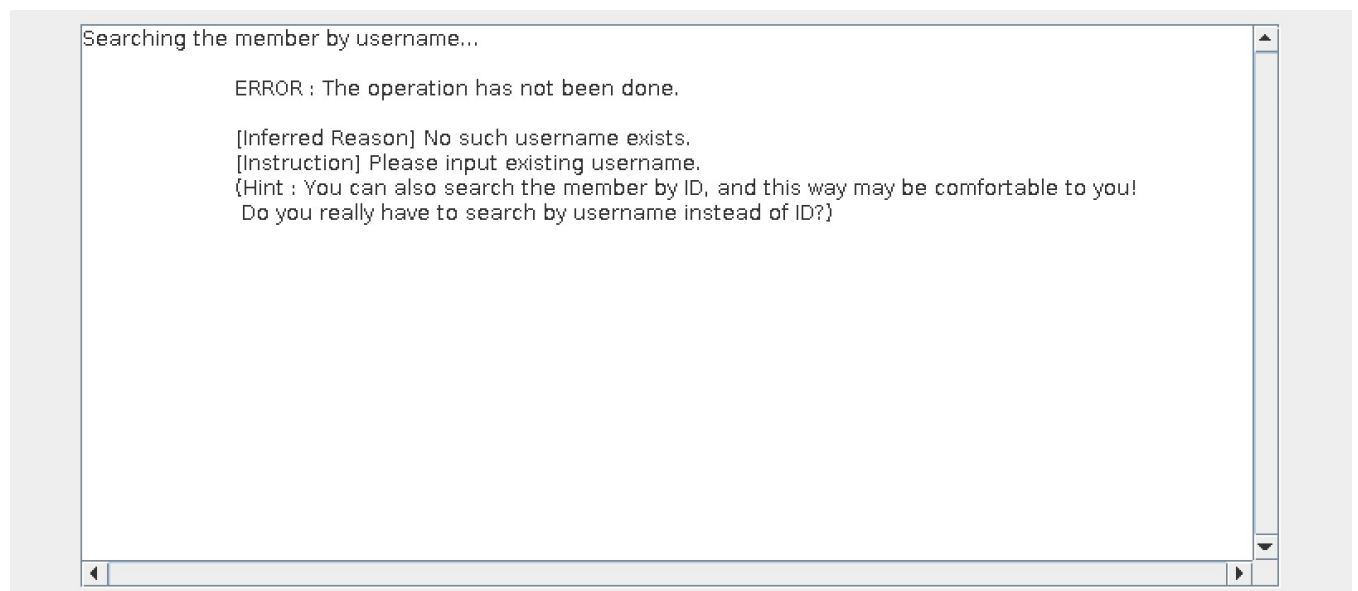 Searching the member by username...
ERROR : The operation has not been done.
[Inferred Reason] No such username exists.
[Instruction] Please input existing username.
(Hint : You can also search the member by ID, and this way may be comfortable to you!
Do you really have to search by username instead of ID?)